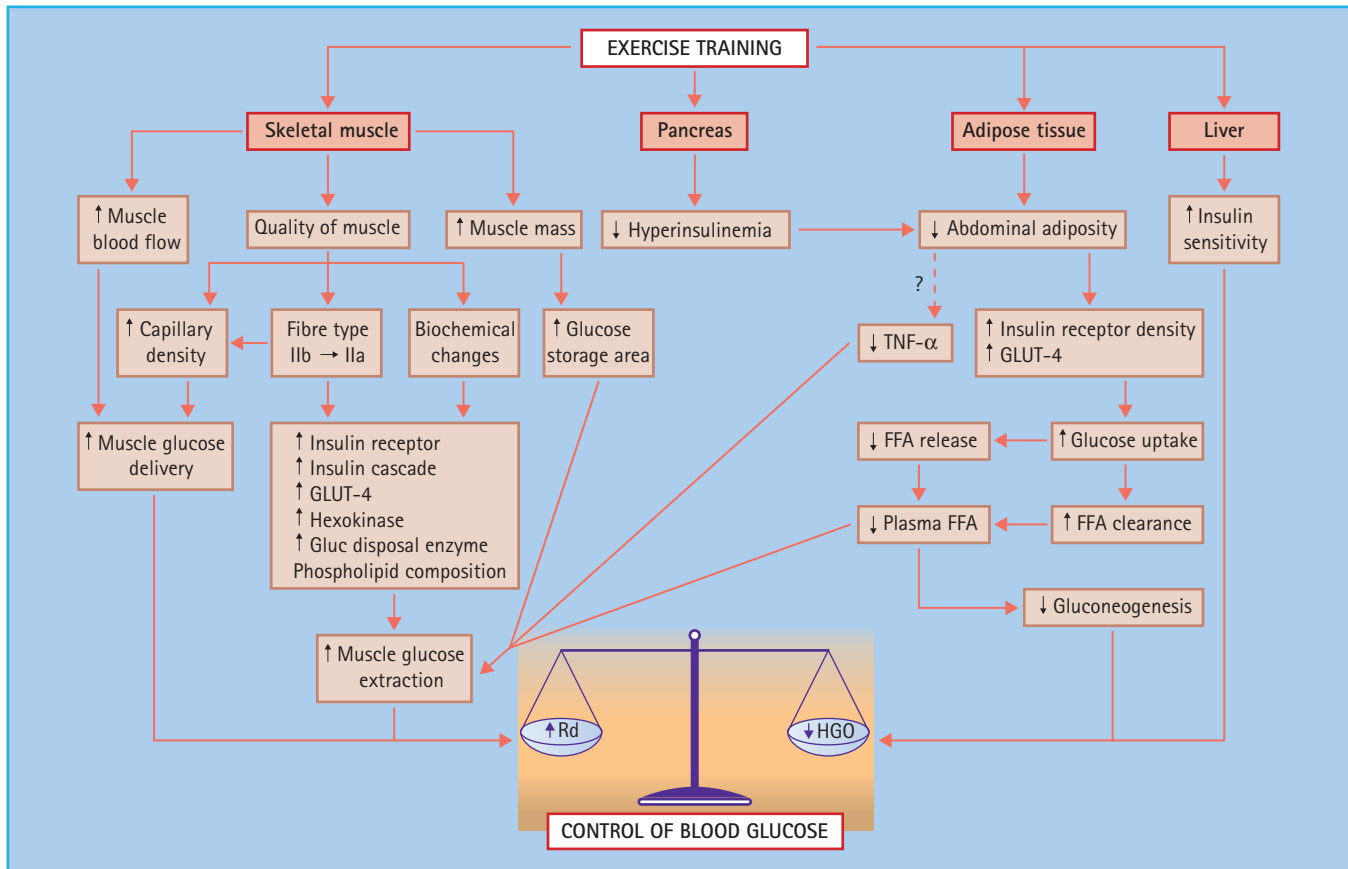 EXERCISE TRAINING
Skeletal muscle
Pancreas
Adipose tissue
Liver
↑ Muscle
blood flow
Quality of muscle
↑ Muscle mass
↓ Hyperinsulinemia
↓ Abdominal adiposity
↑ Insulin
sensitivity
?
↑ Capillary
density
Fibre type
IIb → IIa
Biochemical
changes
↑ Glucose
storage area
↓ TNF-α
↑ Insulin receptor density
↑ GLUT-4
↑ Muscle glucose
delivery
↑ Insulin receptor
↑ Insulin cascade
↑ GLUT-4
↑ Hexokinase
↑ Gluc disposal enzyme
Phospholipid composition
↓ FFA release
↑ Glucose uptake
↓ Plasma FFA
↑ FFA clearance
↓ Gluconeogenesis
↑ Muscle glucose
extraction
↑ Rd
↓ HGO
CONTROL OF BLOOD GLUCOSE